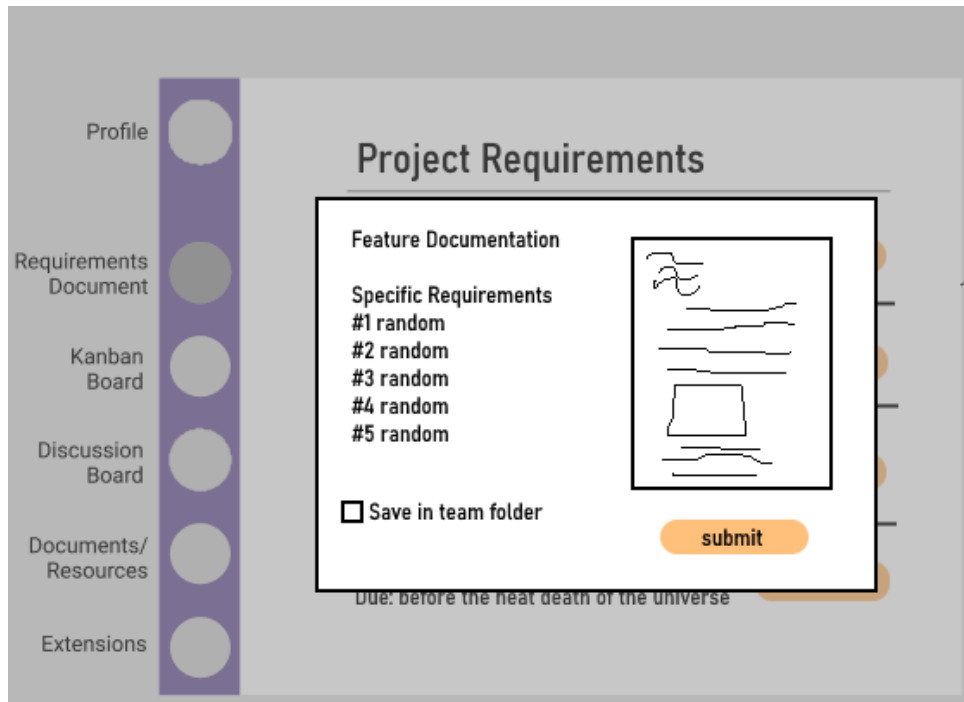 Profile
Requirements
Document
Kanban
Board
Discussion
Board
Documents/
Resources
Extensions
Project Requirements
Feature Documentation
Specific Requirements
#1 random
#2 random
#3 random
#4 random
#5 random
Save in team folder
submit
Due: before the heat death of the universe